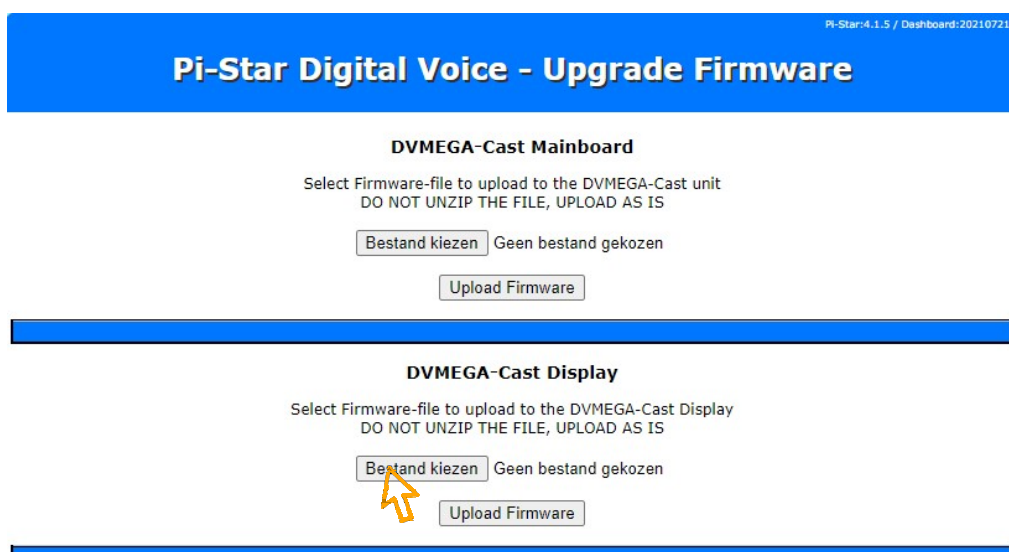 Pi-Star:4.1.5 / Dashboard:20210721
Pi-Star Digital Voice - Upgrade Firmware
DVMEGA-Cast Mainboard
Select Firmware-file to upload to the DVMEGA-Cast unit
DO NOT UNZIP THE FILE, UPLOAD AS IS
Bestand kiezen Geen bestand gekozen
Upload Firmware
DVMEGA-Cast Display
Select Firmware-file to upload to the DVMEGA-Cast Display
DO NOT UNZIP THE FILE, UPLOAD AS IS
Bestand kiezen Geen bestand gekozen
Upload Firmware